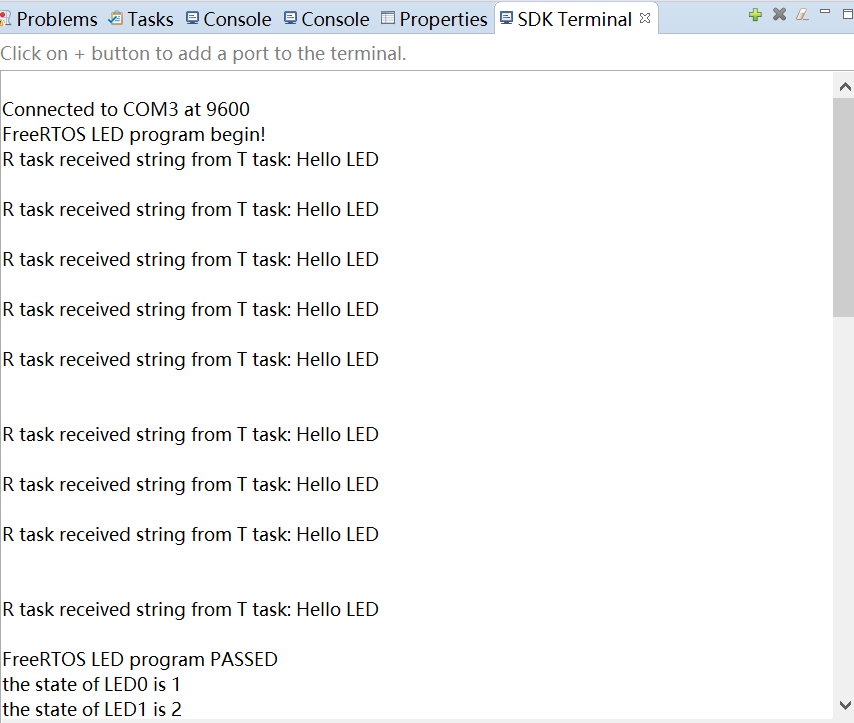 Problems Tasks Console Console Properties SDK Terminal
Click on + button to add a port to the terminal.
Connected to COM3 at 9600
FreeRTOS LED program begin!
R task received string from T task: Hello LED
R task received string from T task: Hello LED
R task received string from T task: Hello LED
R task received string from T task: Hello LED
R task received string from T task: Hello LED
R task received string from T task: Hello LED
R task received string from T task: Hello LED
R task received string from T task: Hello LED
R task received string from T task: Hello LED
FreeRTOS LED program PASSED
the state of LED0 is 1
the state of LED1 is 2